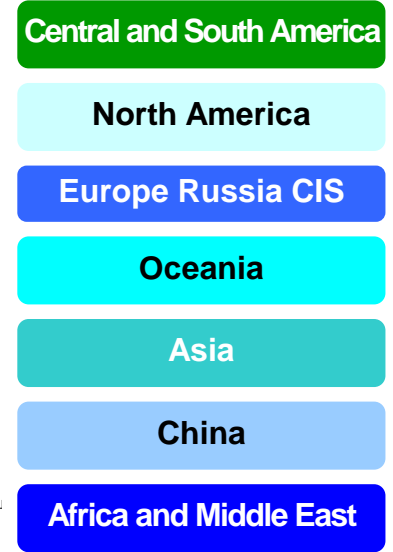 Central and South America
North America
Europe Russia CIS
Oceania
Asia
China
Africa and Middle East